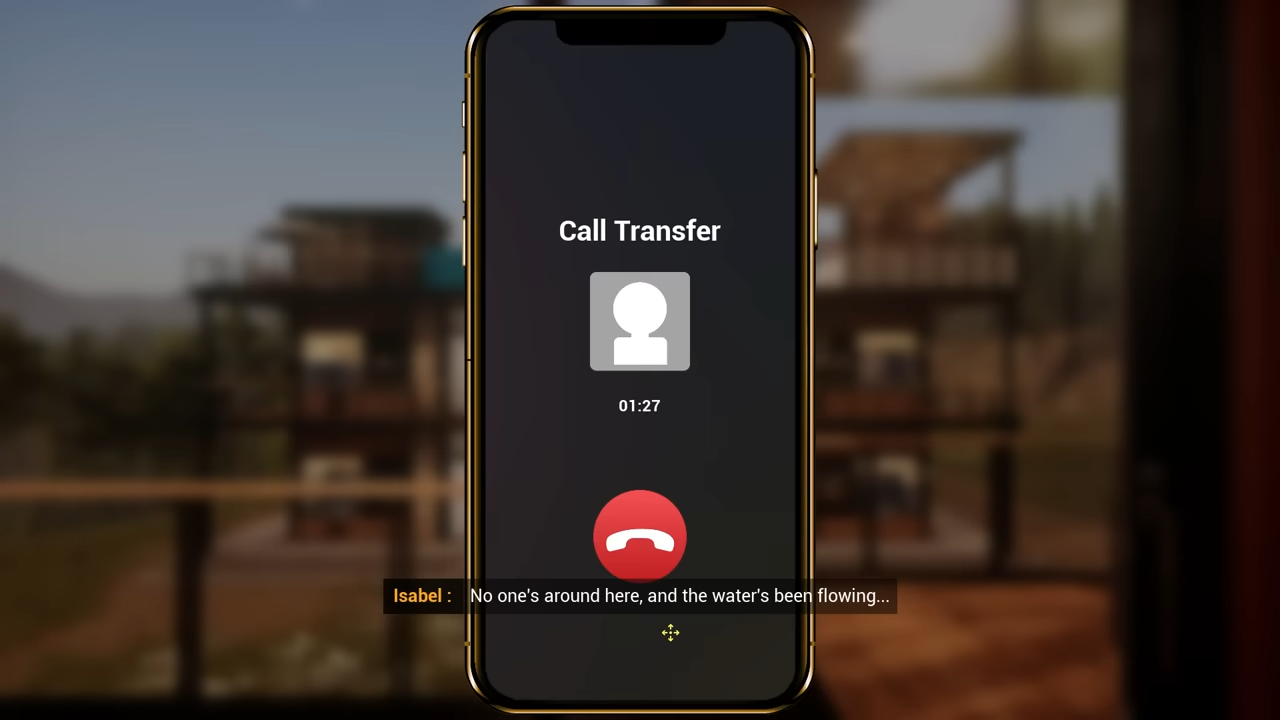 Call Transfer
01:27
Isabel : No one's around here, and the water's been flowing...